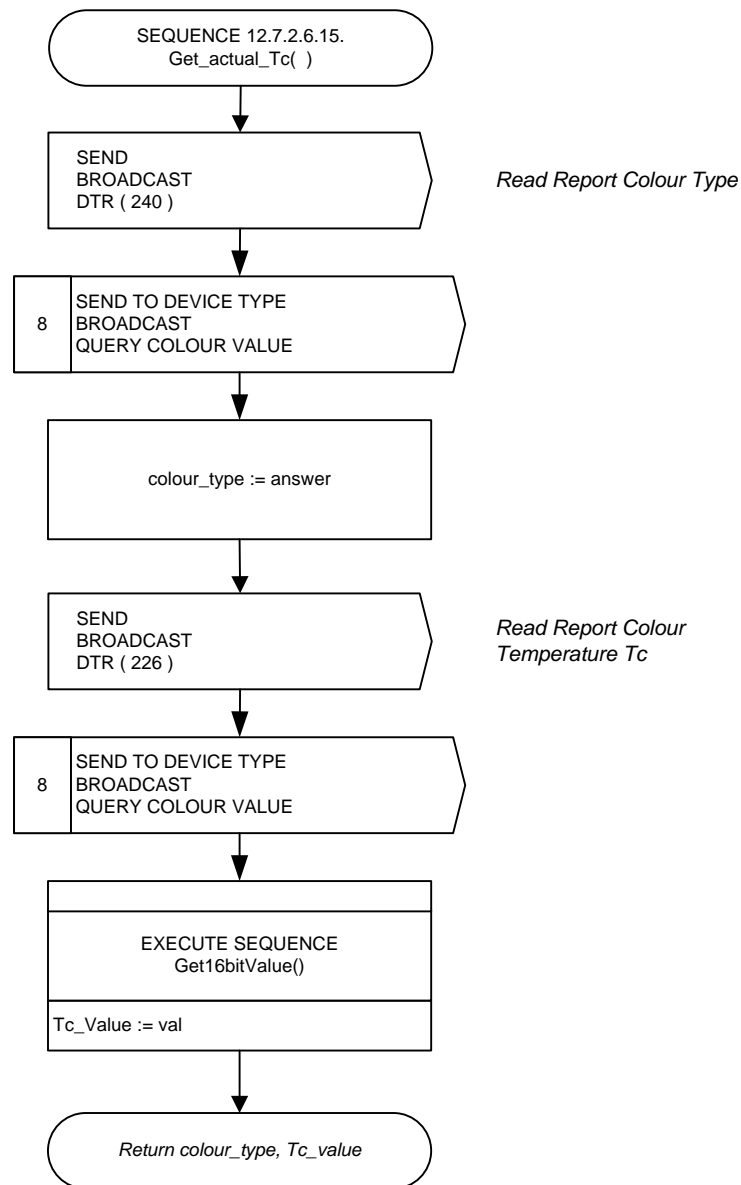 SEQUENCE 12.7.2.6.15.
Get_actual_Tc( )
SEND
BROADCAST
DTR ( 240 )
Read Report Colour Type
8
SEND TO DEVICE TYPE
BROADCAST
QUERY COLOUR VALUE
colour_type := answer
SEND
BROADCAST
DTR ( 226 )
Read Report Colour
Temperature Tc
8
SEND TO DEVICE TYPE
BROADCAST
QUERY COLOUR VALUE
EXECUTE SEQUENCE
Get16bitValue()
Tc_Value := val
Return colour_type, Tc_value